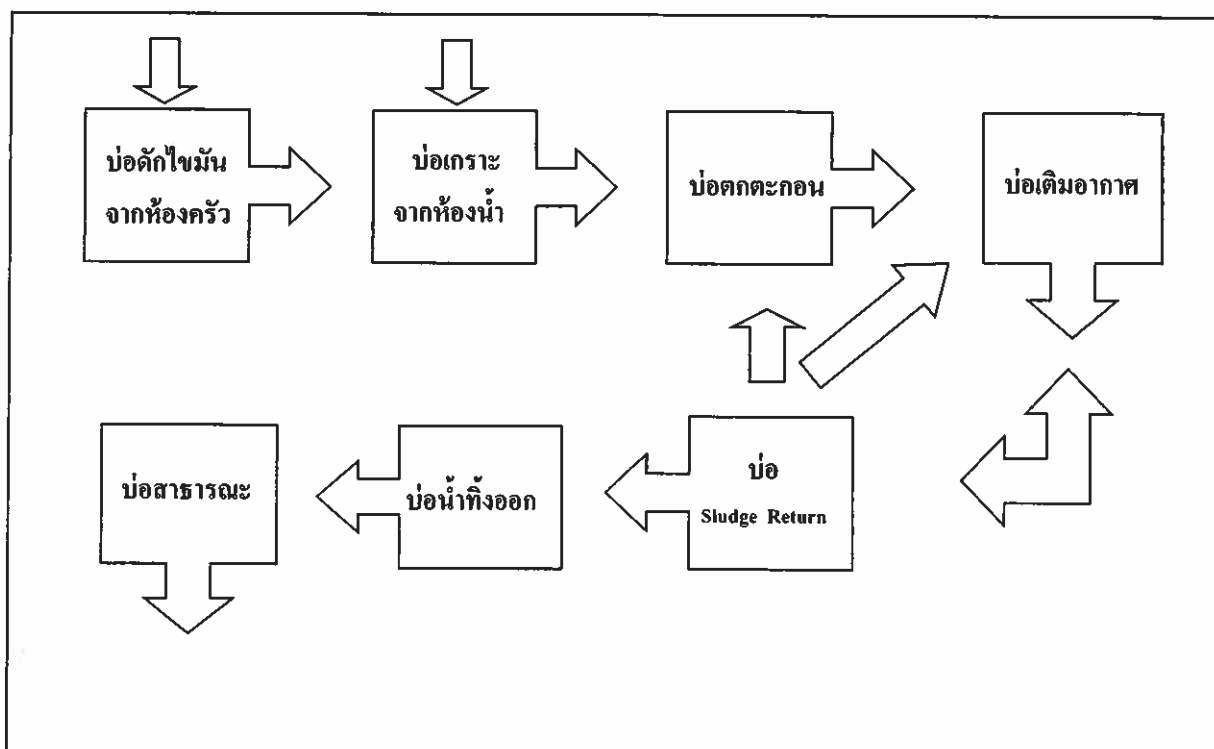 บ่อดักไขมัน
จากห้องครัว
บ่อเกราะ
จากห้องน้ำ
บ่อตกตะกอน
บ่อเติมอากาศ
บ่อสาธารณะ
บ่อน้ำทิ้งออก
บ่อ
Sludge Return